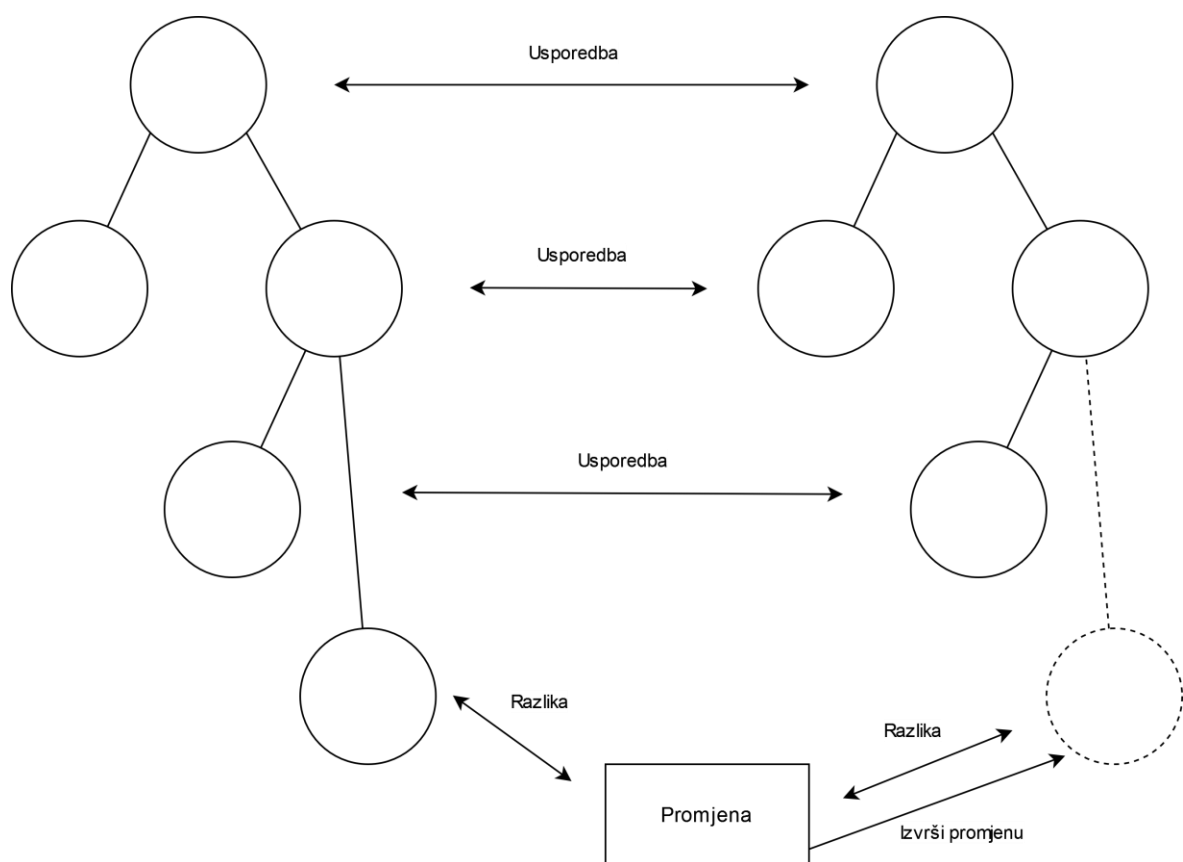 Usporedba
Usporedba
Usporedba
Razlika
Razlika
Promjena
Izvrši promjenu